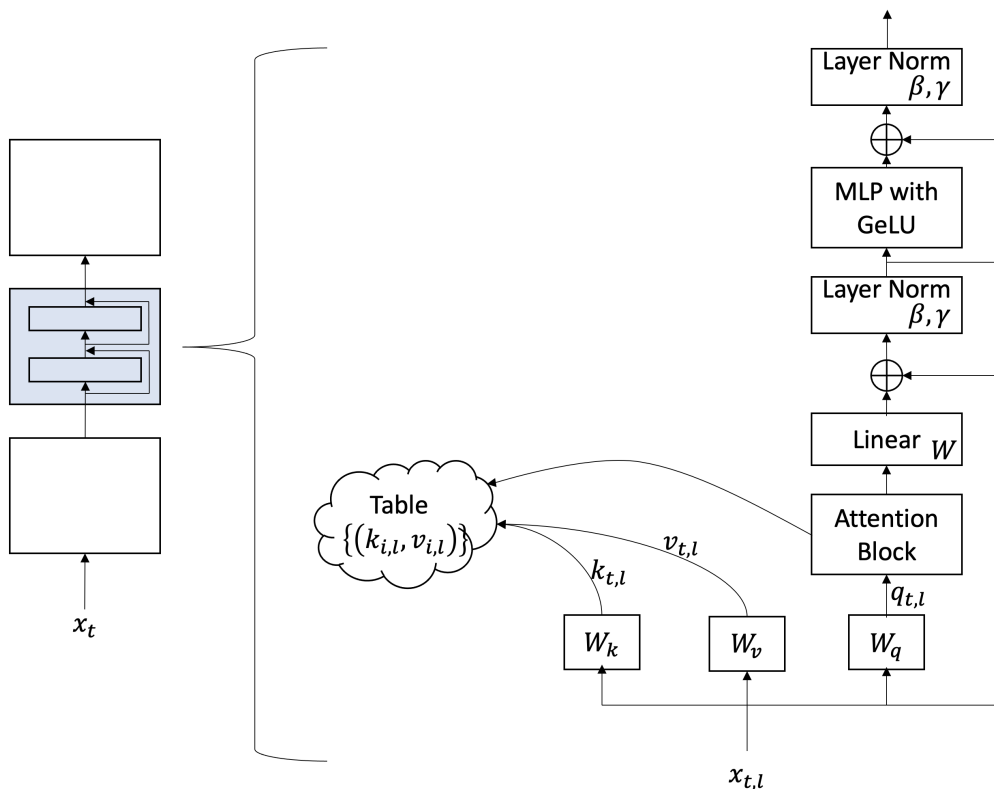 Layer Norm
β, γ
MLP with
GeLU
Layer Norm
β, γ
Linear W
Attention
Block
Table
{(k_{i,l}, v_{i,l})}
v_{t,l}
k_{t,l}
q_{t,l}
W_k
W_v
W_q
x_t
x_{t,l}